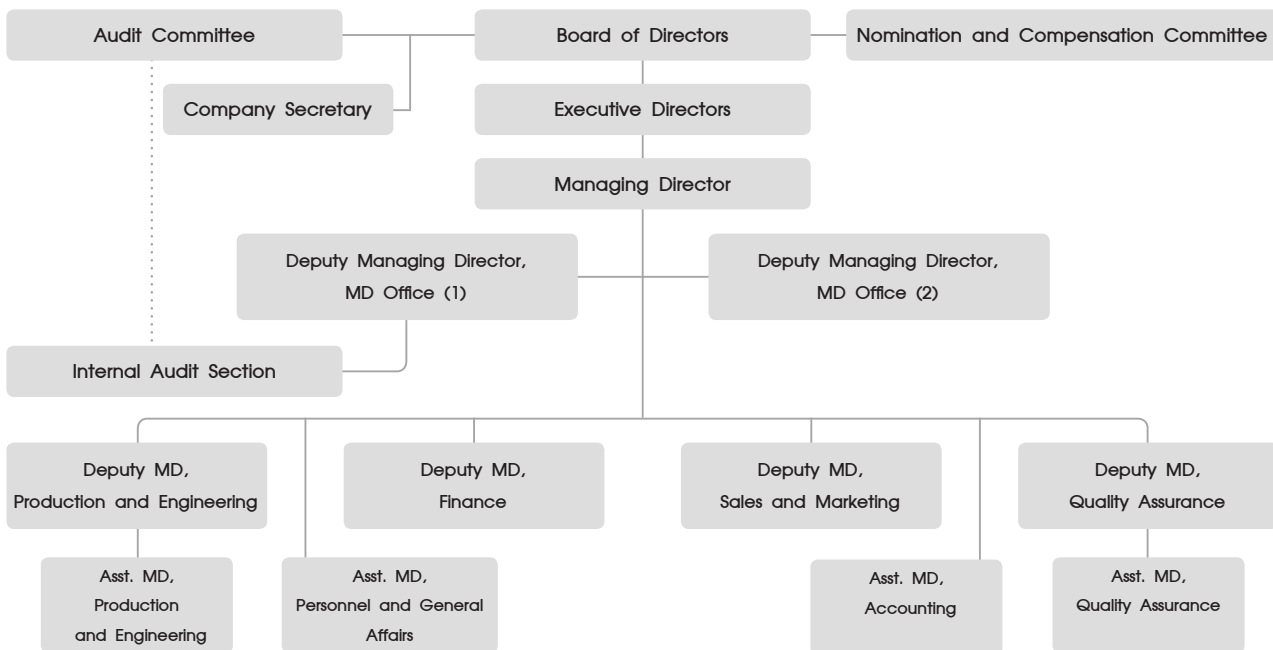 Audit Committee
Board of Directors
Nomination and Compensation Committee
Company Secretary
Executive Directors
Managing Director
Deputy Managing Director,
MD Office (1)
Deputy Managing Director,
MD Office (2)
Internal Audit Section
Deputy MD,
Production and Engineering
Deputy MD,
Finance
Deputy MD,
Sales and Marketing
Deputy MD,
Quality Assurance
Asst. MD,
Production
and Engineering
Asst. MD,
Personnel and General
Affairs
Asst. MD,
Accounting
Asst. MD,
Quality Assurance